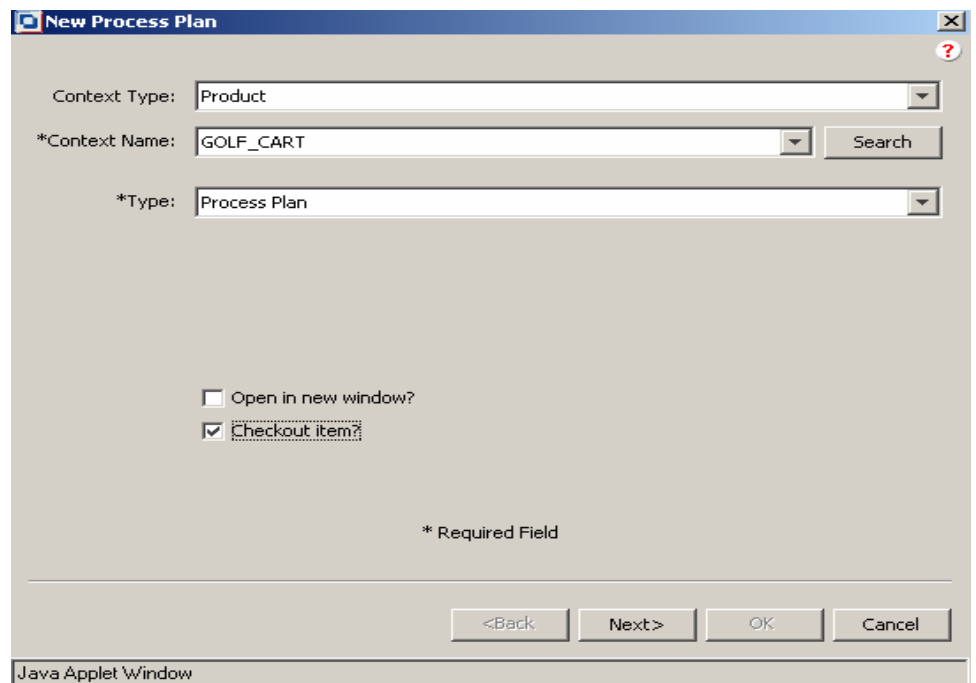 New Process Plan
?
Context Type: Product
*Context Name: GOLF_CART Search
*Type: Process Plan
Open in new window?
Checkout item?
* Required Field
<Back Next> OK Cancel
Java Applet Window